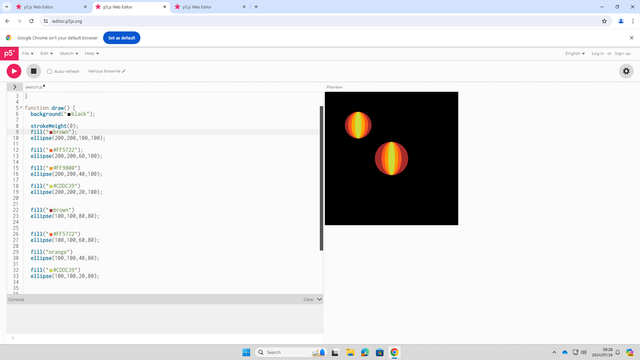 p5.js Web Editor
p5.js Web Editor
p5.js Web Editor
editor.p5js.org
Google Chrome isn't your default browser
Set as default
p5*
File
Edit
Sketch
Help
English
Log in or Sign up
Auto-refresh
Various brownie
sketch.js
Preview
3 }
4
5 function draw() {
6 background("black");
7
8 strokeWeight(0);
9 fill("brown");
10 ellipse(200,200,100,100);
11
12 fill("#FF5722");
13 ellipse(200,200,60,100);
14
15 fill("#FF9800")
16 ellipse(200,200,40,100);
17
18 fill("#CDDC39")
19 ellipse(200,200,20,100);
20
21
22 fill("brown")
23 ellipse(100,100,80,80);
24
25
26 fill("#FF5722")
27 ellipse(100,100,60,80);
28
29 fill("orange")
30 ellipse(100,100,40,80);
31
32 fill("#CDDC39")
33 ellipse(100,100,20,80);
34
35
Console
Clear
Search
09:28
2024/07/18